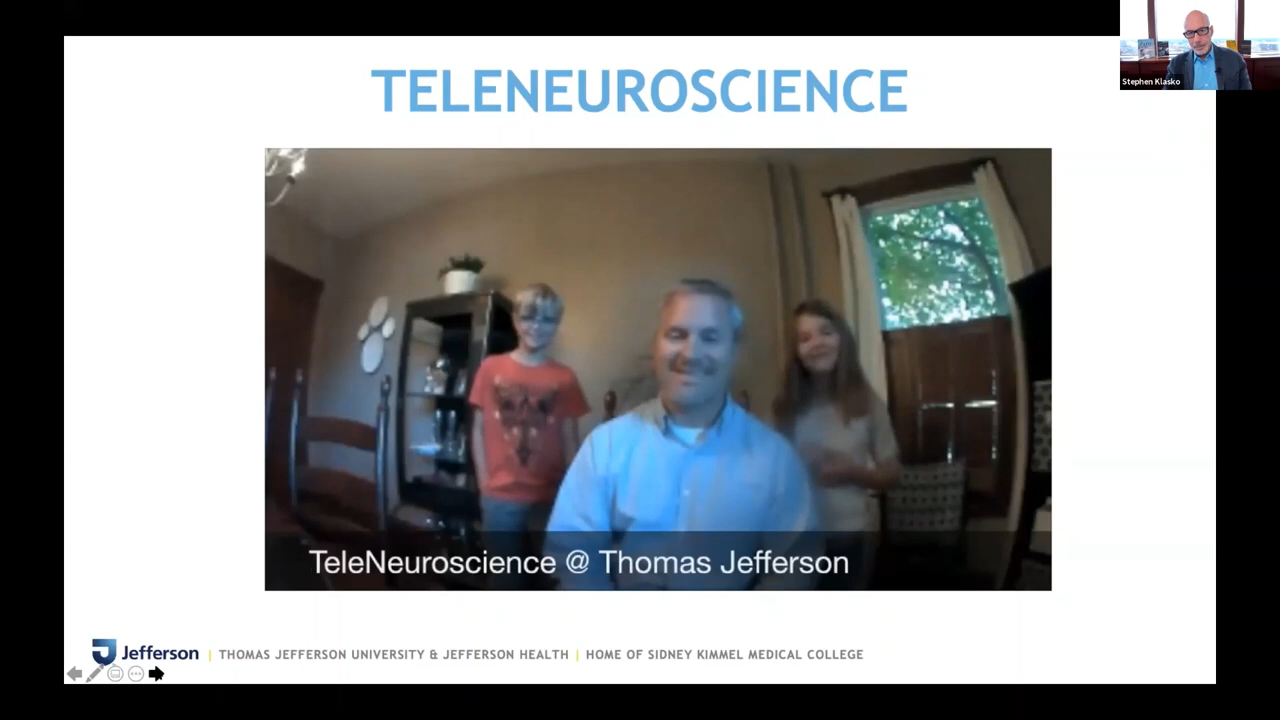 TELENEUROSCIENCE
Stephen Klasko
TeleNeuroscience @ Thomas Jefferson
Jefferson | THOMAS JEFFERSON UNIVERSITY & JEFFERSON HEALTH | HOME OF SIDNEY KIMMEL MEDICAL COLLEGE